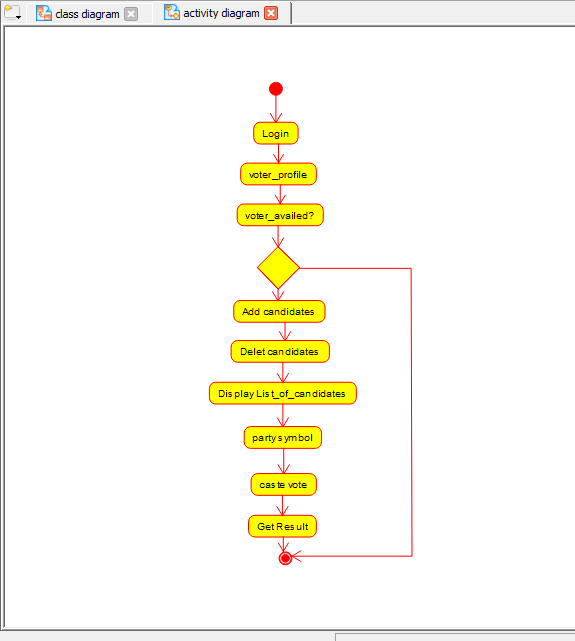 class diagram
activity diagram
Login
voter_profile
voter_availed?
Add candidates
Delet candidates
Display List_of_candidates
party symbol
caste vote
Get Result